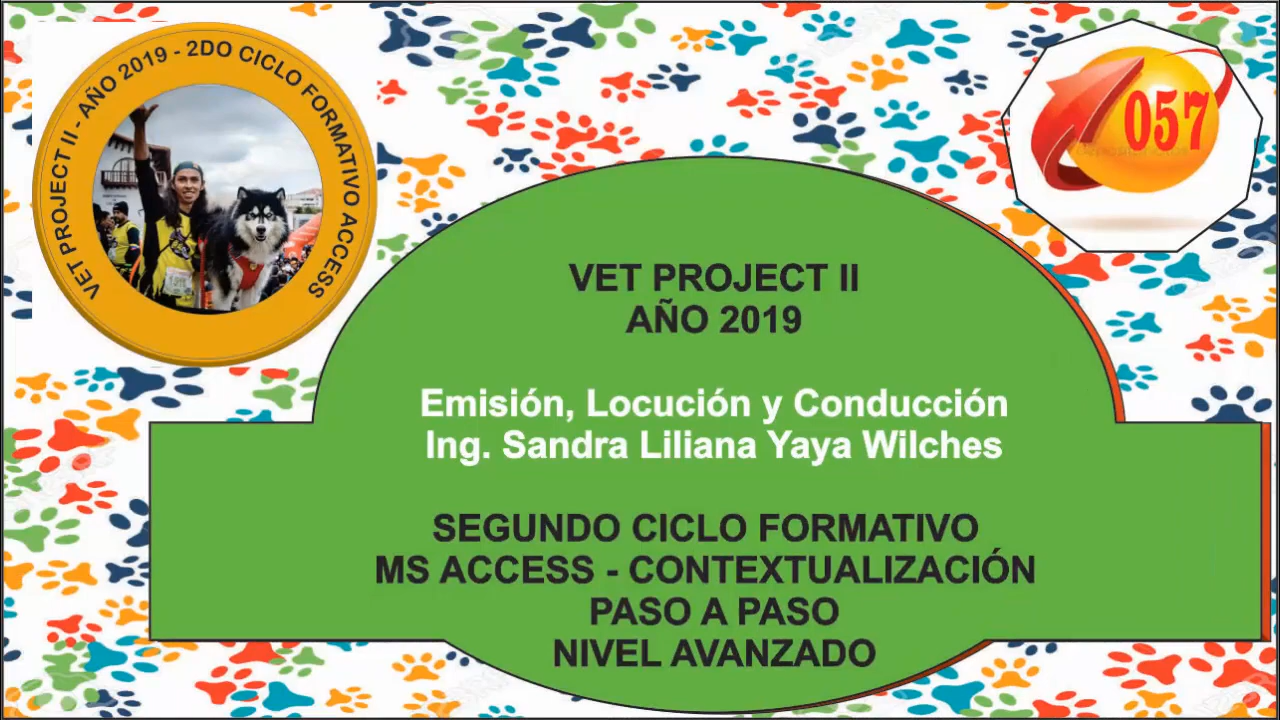 VET PROJECT II - AÑO 2019 - 2DO CICLO FORMATIVO ACCESS
057
VET PROJECT II
AÑO 2019
Emisión, Locución y Conducción
Ing. Sandra Liliana Yaya Wilches
SEGUNDO CICLO FORMATIVO
MS ACCESS - CONTEXTUALIZACIÓN
PASO A PASO
NIVEL AVANZADO